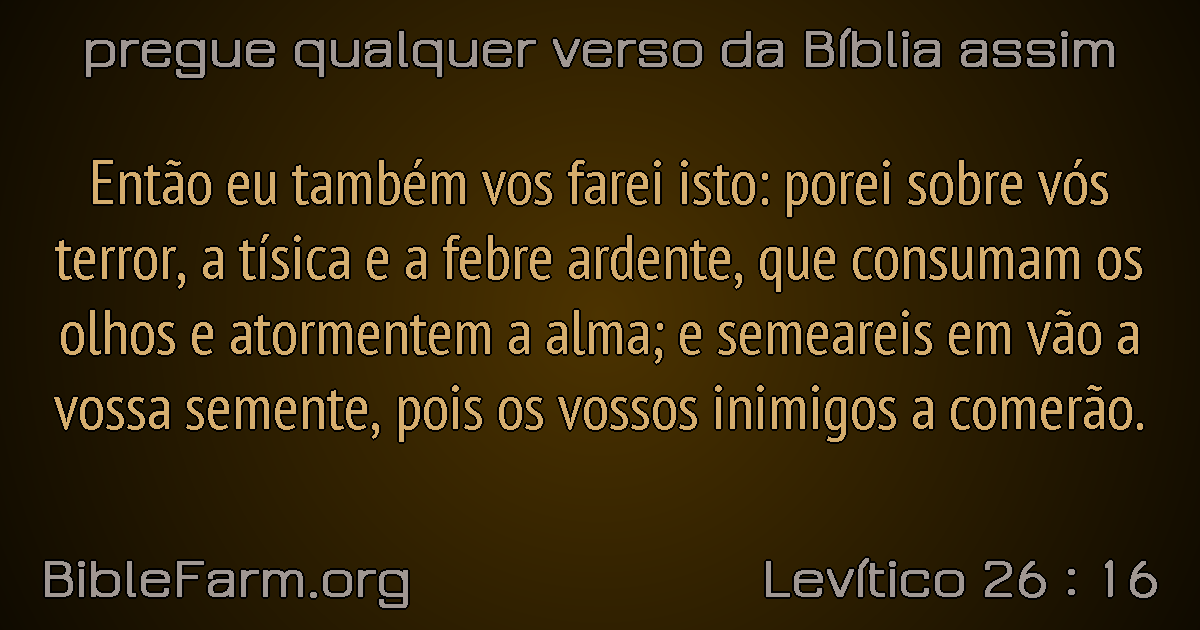 pregue qualquer verso da Bíblia assim
Então eu também vos farei isto: porei sobre vós
terror, a tísica e a febre ardente, que consumam os
olhos e atormentem a alma; e semeareis em vão a
vossa semente, pois os vossos inimigos a comerão.
BibleFarm.org
Levítico 26 : 16